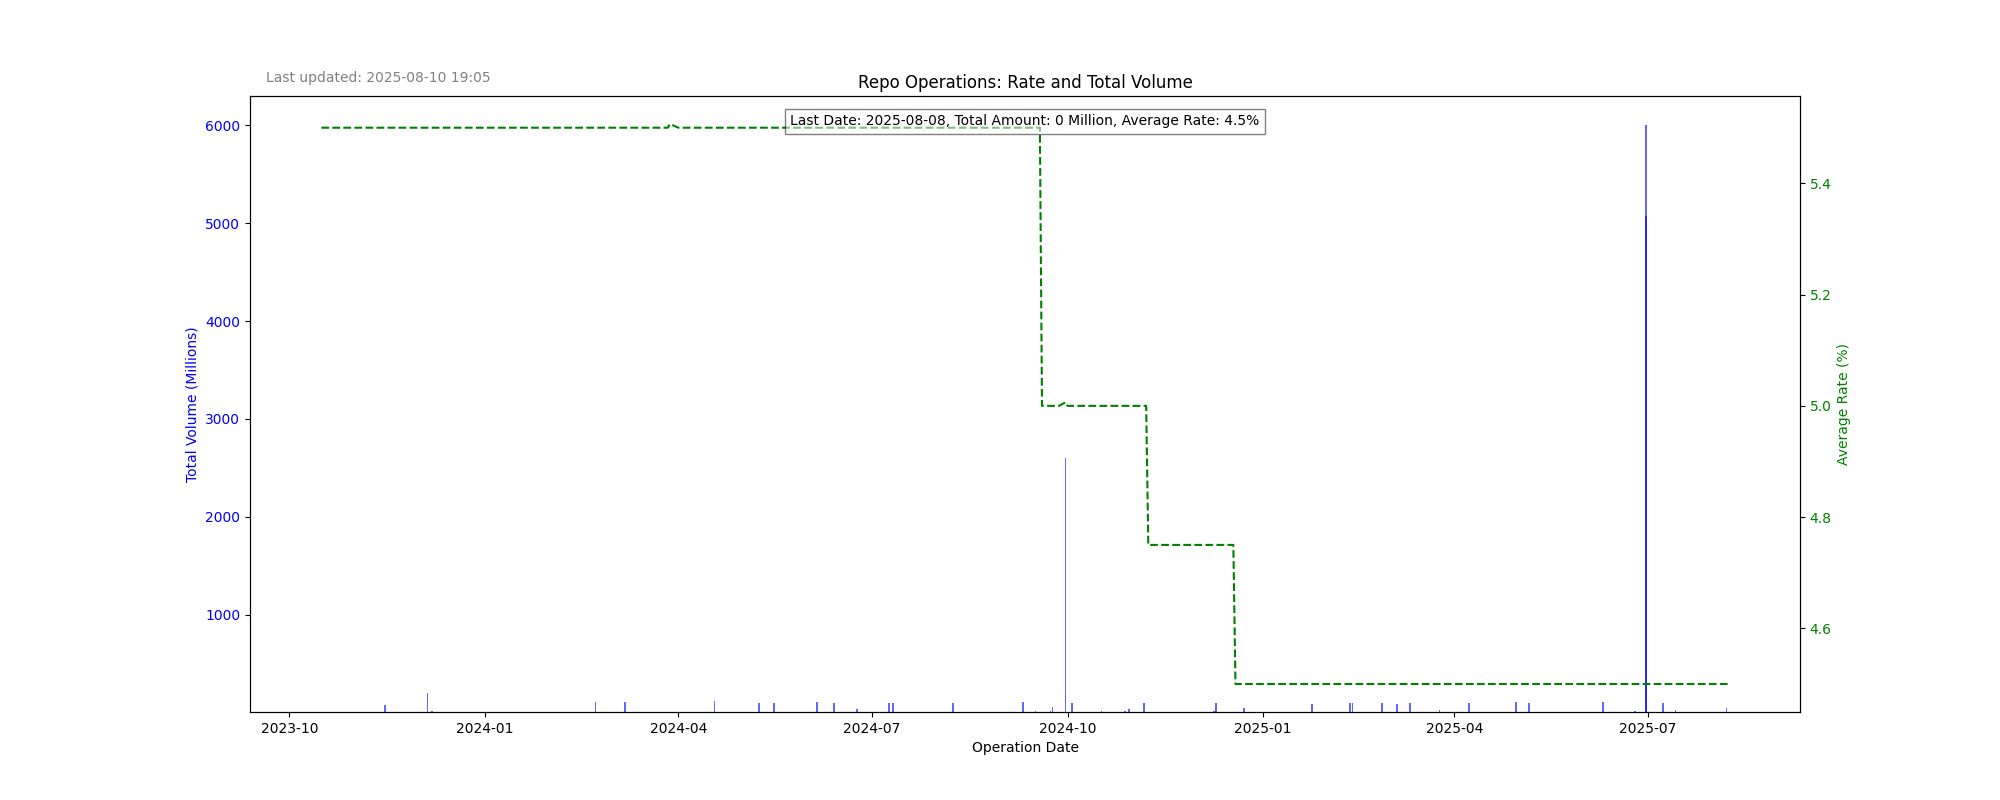 Last updated: 2025-08-10 19:05
Repo Operations: Rate and Total Volume
Last Date: 2025-08-08, Total Amount: 0 Million, Average Rate: 4.5%
Total Volume (Millions)
6000
5000
4000
3000
2000
1000
5.4
5.2
5.0
4.8
4.6
Average Rate (%)
2023-10 2024-01 2024-04 2024-07 2024-10 2025-01 2025-04 2025-07
Operation Date